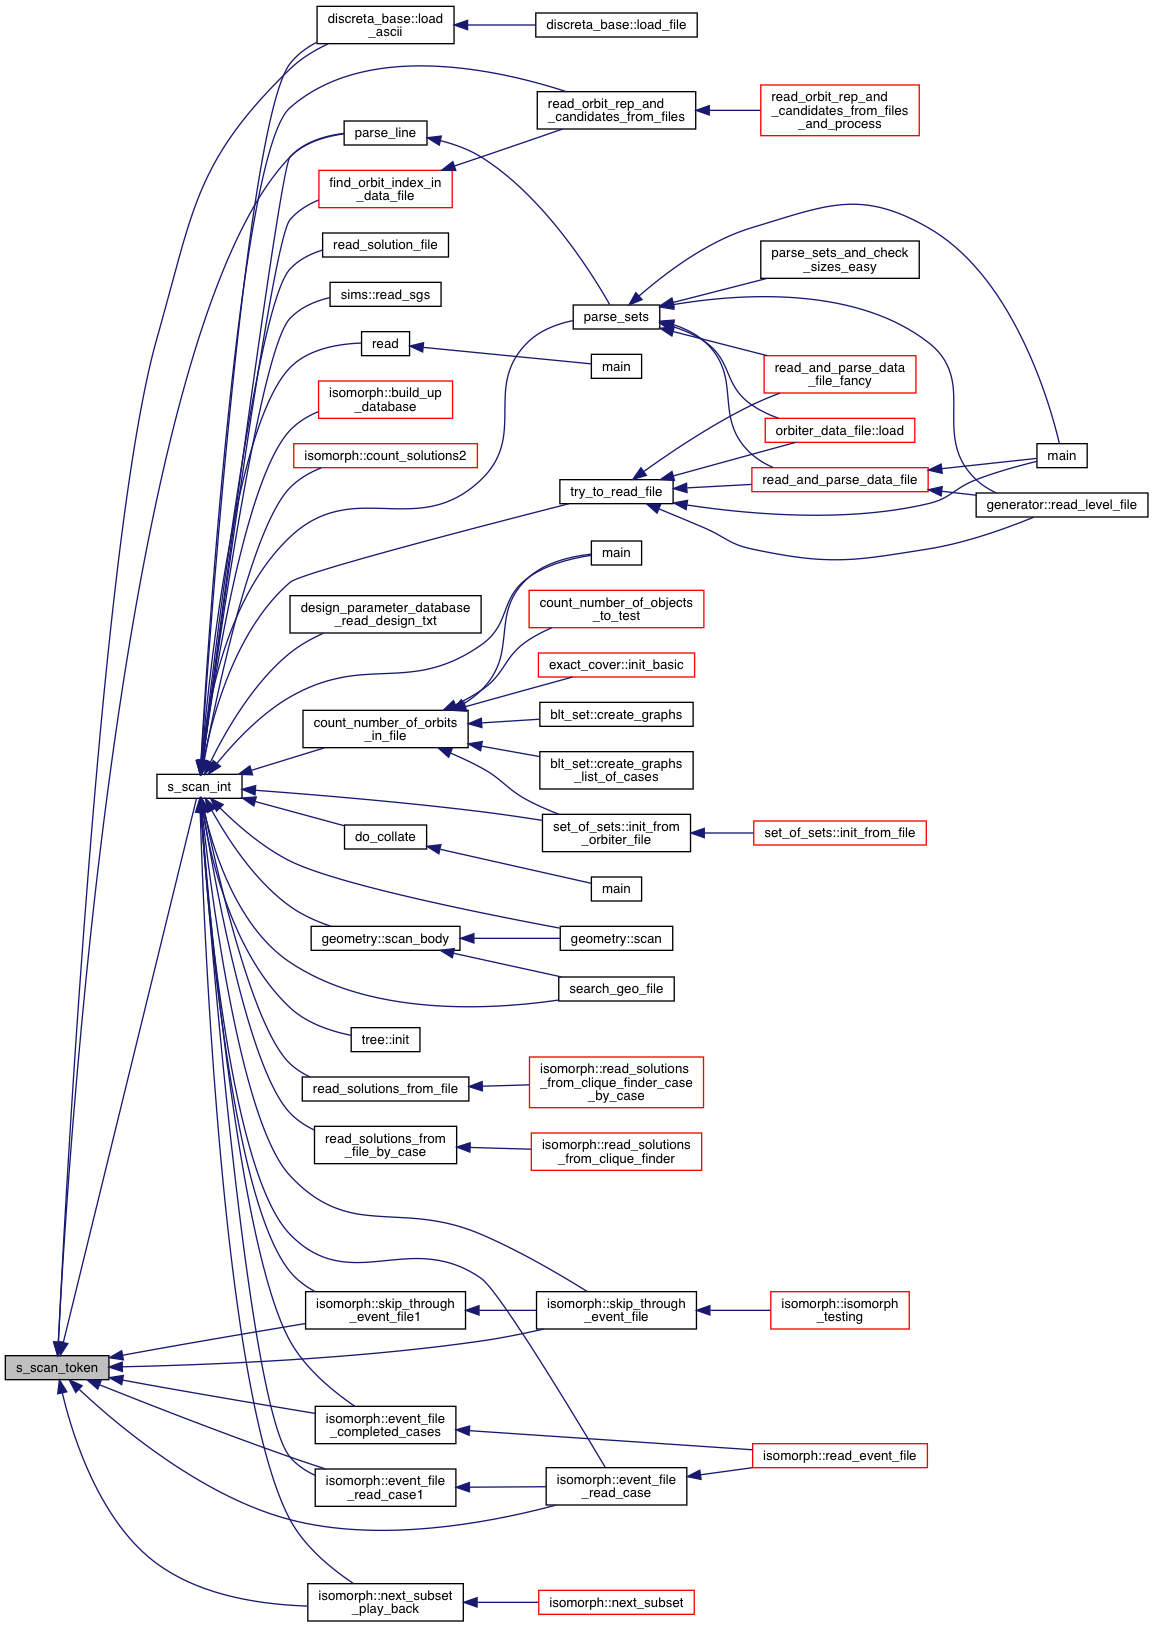 discreta_base::load
_ascii
discreta_base::load_file
read_orbit_rep_and
_candidates_from_files
read_orbit_rep_and
_candidates_from_files
_and_process
parse_line
find_orbit_index_in
_data_file
read_solution_file
parse_sets_and_check
_sizes_easy
sims::read_sgs
parse_sets
read
main
read_and_parse_data
_file_fancy
isomorph::build_up
_database
orbiter_data_file::load
isomorph::count_solutions2
main
read_and_parse_data_file
try_to_read_file
generator::read_level_file
main
design_parameter_database
_read_design_txt
count_number_of_objects
_to_test
exact_cover::init_basic
count_number_of_orbits
_in_file
blt_set::create_graphs
blt_set::create_graphs
_list_of_cases
s_scan_int
set_of_sets::init_from
_orbiter_file
set_of_sets::init_from_file
do_collate
main
geometry::scan_body
geometry::scan
search_geo_file
tree::init
read_solutions_from_file
isomorph::read_solutions
_from_clique_finder_case
_by_case
read_solutions_from
_file_by_case
isomorph::read_solutions
_from_clique_finder
isomorph::skip_through
_event_file1
isomorph::skip_through
_event_file
isomorph::isomorph
_testing
s_scan_token
isomorph::event_file
_completed_cases
isomorph::read_event_file
isomorph::event_file
_read_case1
isomorph::event_file
_read_case
isomorph::next_subset
_play_back
isomorph::next_subset